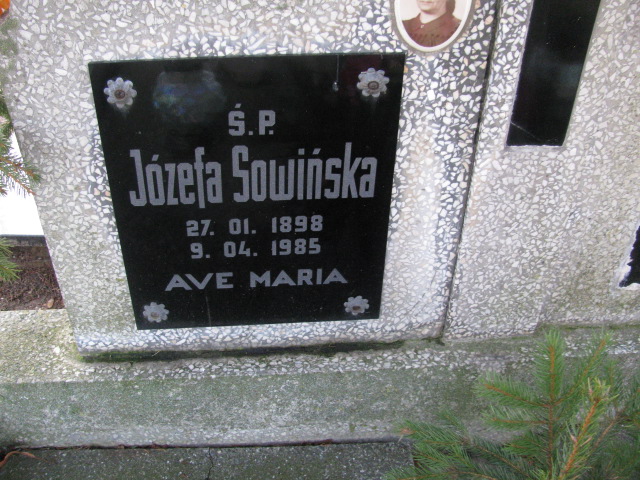 Ś.P.
Józefa Sowińska
27. 01. 1898
9. 04. 1985
AVE MARIA